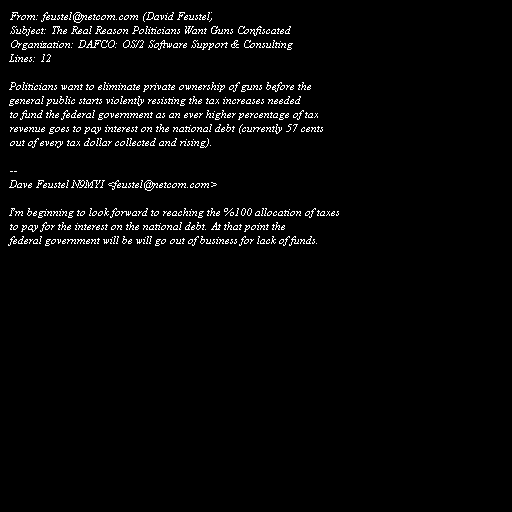 From: feustel@netcom.com (David Feustel)
Subject: The Real Reason Politicians Want Guns Confiscated
Organization: DAFCO: OS/2 Software Support & Consulting
Lines: 12

Politicians want to eliminate private ownership of guns before the
general public starts violently resisting the tax increases needed
to fund the federal government as an ever higher percentage of tax
revenue goes to pay interest on the national debt (currently 57 cents
out of every tax dollar collected and rising).

--
Dave Feustel N9MYI <feustel@netcom.com>

I'm beginning to look forward to reaching the %100 allocation of taxes
to pay for the interest on the national debt. At that point the
federal government will be will go out of business for lack of funds.